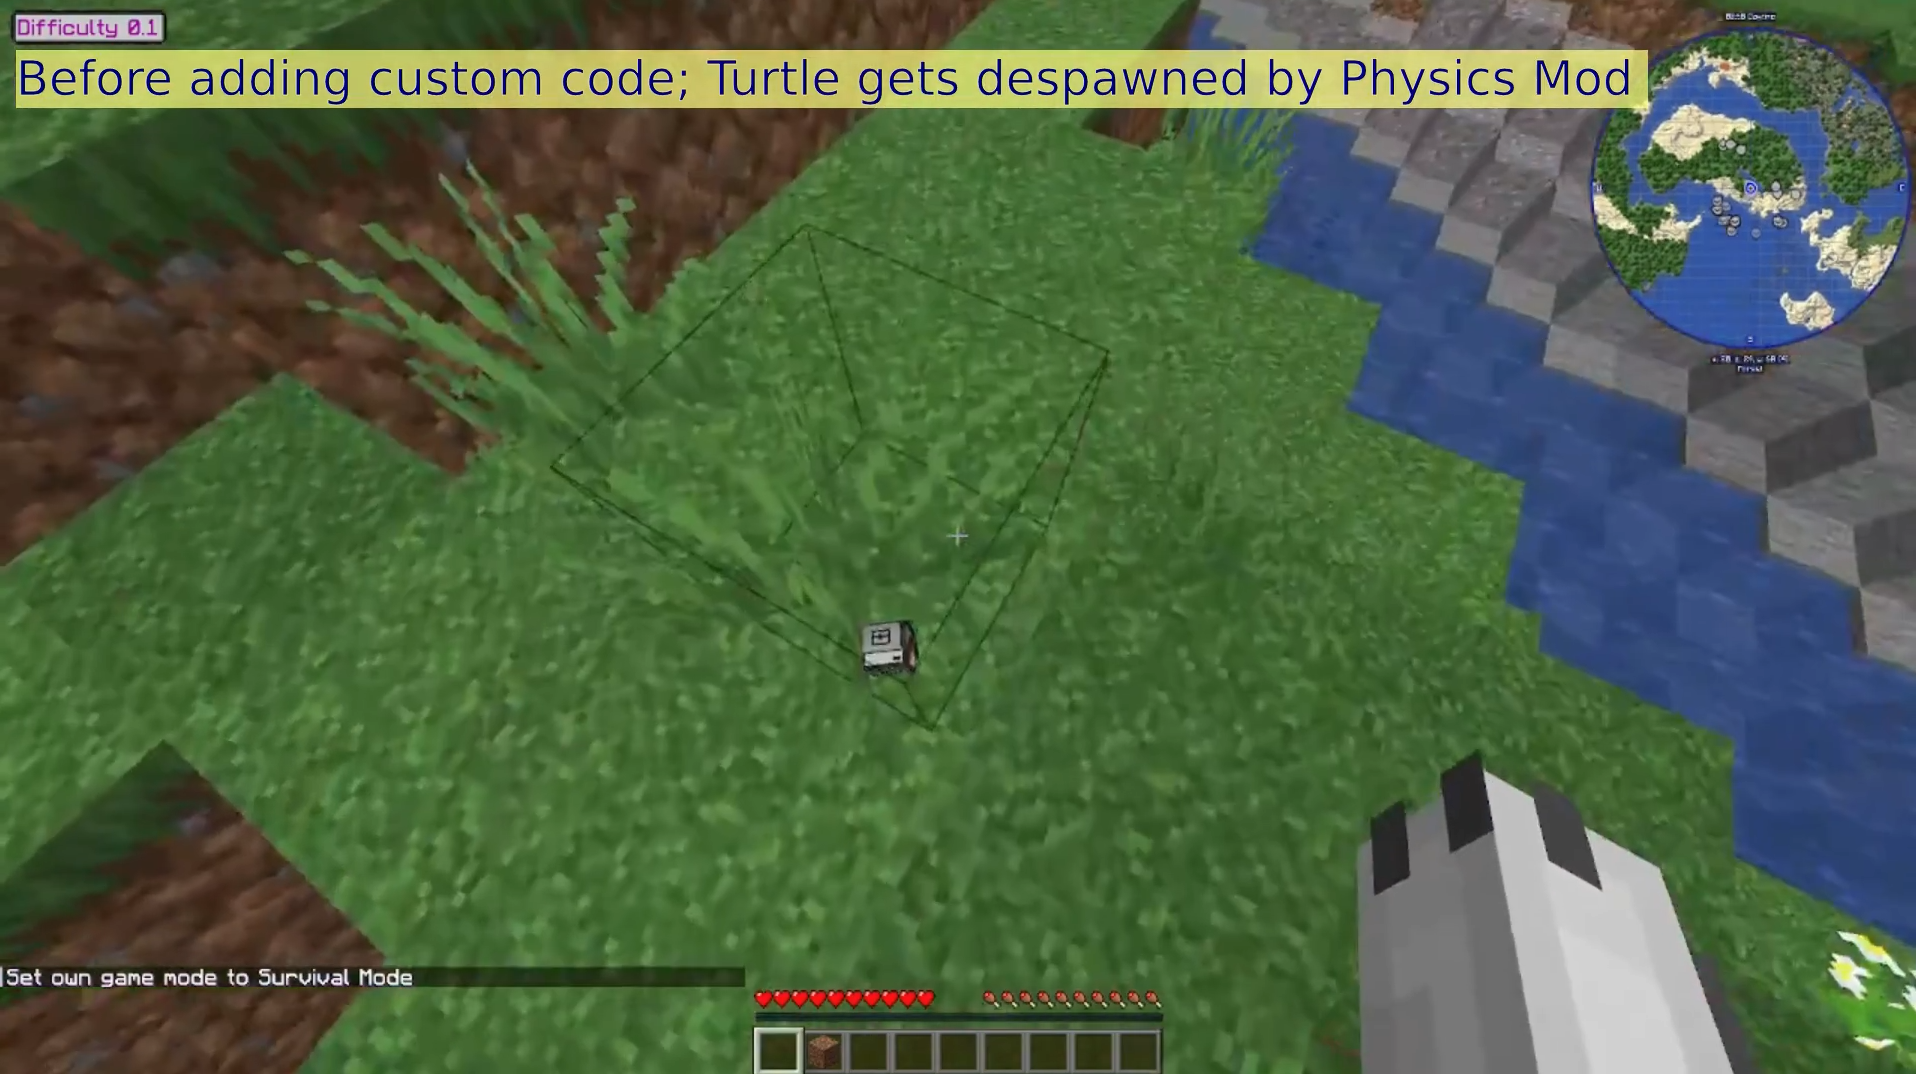 Difficulty 0.1
Before adding custom code; Turtle gets despawned by Physics Mod
Set own game mode to Survival Mode